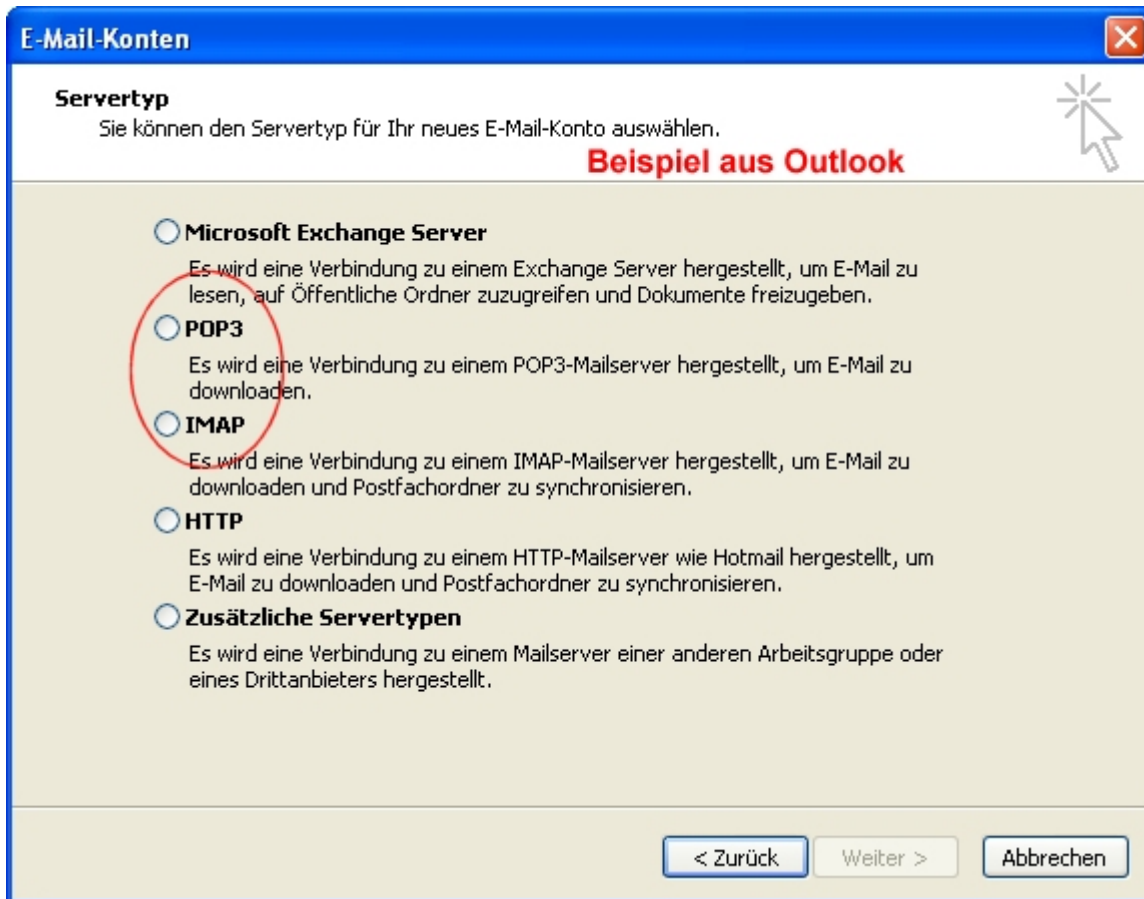 E-Mail-Konten
Servertyp
Sie können den Servertyp für Ihr neues E-Mail-Konto auswählen.
Beispiel aus Outlook
Microsoft Exchange Server
Es wird eine Verbindung zu einem Exchange Server hergestellt, um E-Mail zu
lesen, auf Öffentliche Ordner zuzugreifen und Dokumente freizugeben.
POP3
Es wird eine Verbindung zu einem POP3-Mailserver hergestellt, um E-Mail zu
downloaden.
IMAP
Es wird eine Verbindung zu einem IMAP-Mailserver hergestellt, um E-Mail zu
downloaden und Postfachordner zu synchronisieren.
HTTP
Es wird eine Verbindung zu einem HTTP-Mailserver wie Hotmail hergestellt, um
E-Mail zu downloaden und Postfachordner zu synchronisieren.
Zusätzliche Servertypen
Es wird eine Verbindung zu einem Mailserver einer anderen Arbeitsgruppe oder
eines Drittanbieters hergestellt.
< Zurück Weiter > Abbrechen